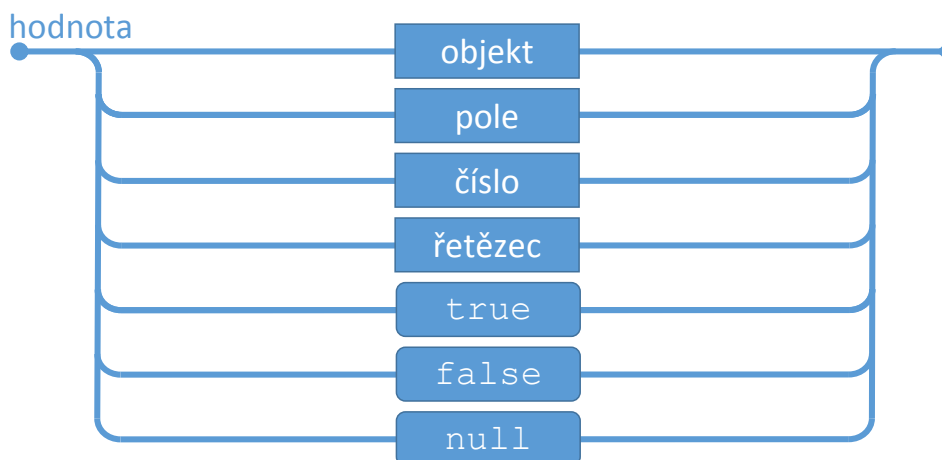 hodnota
objekt
pole
číslo
řetězec
true
false
null